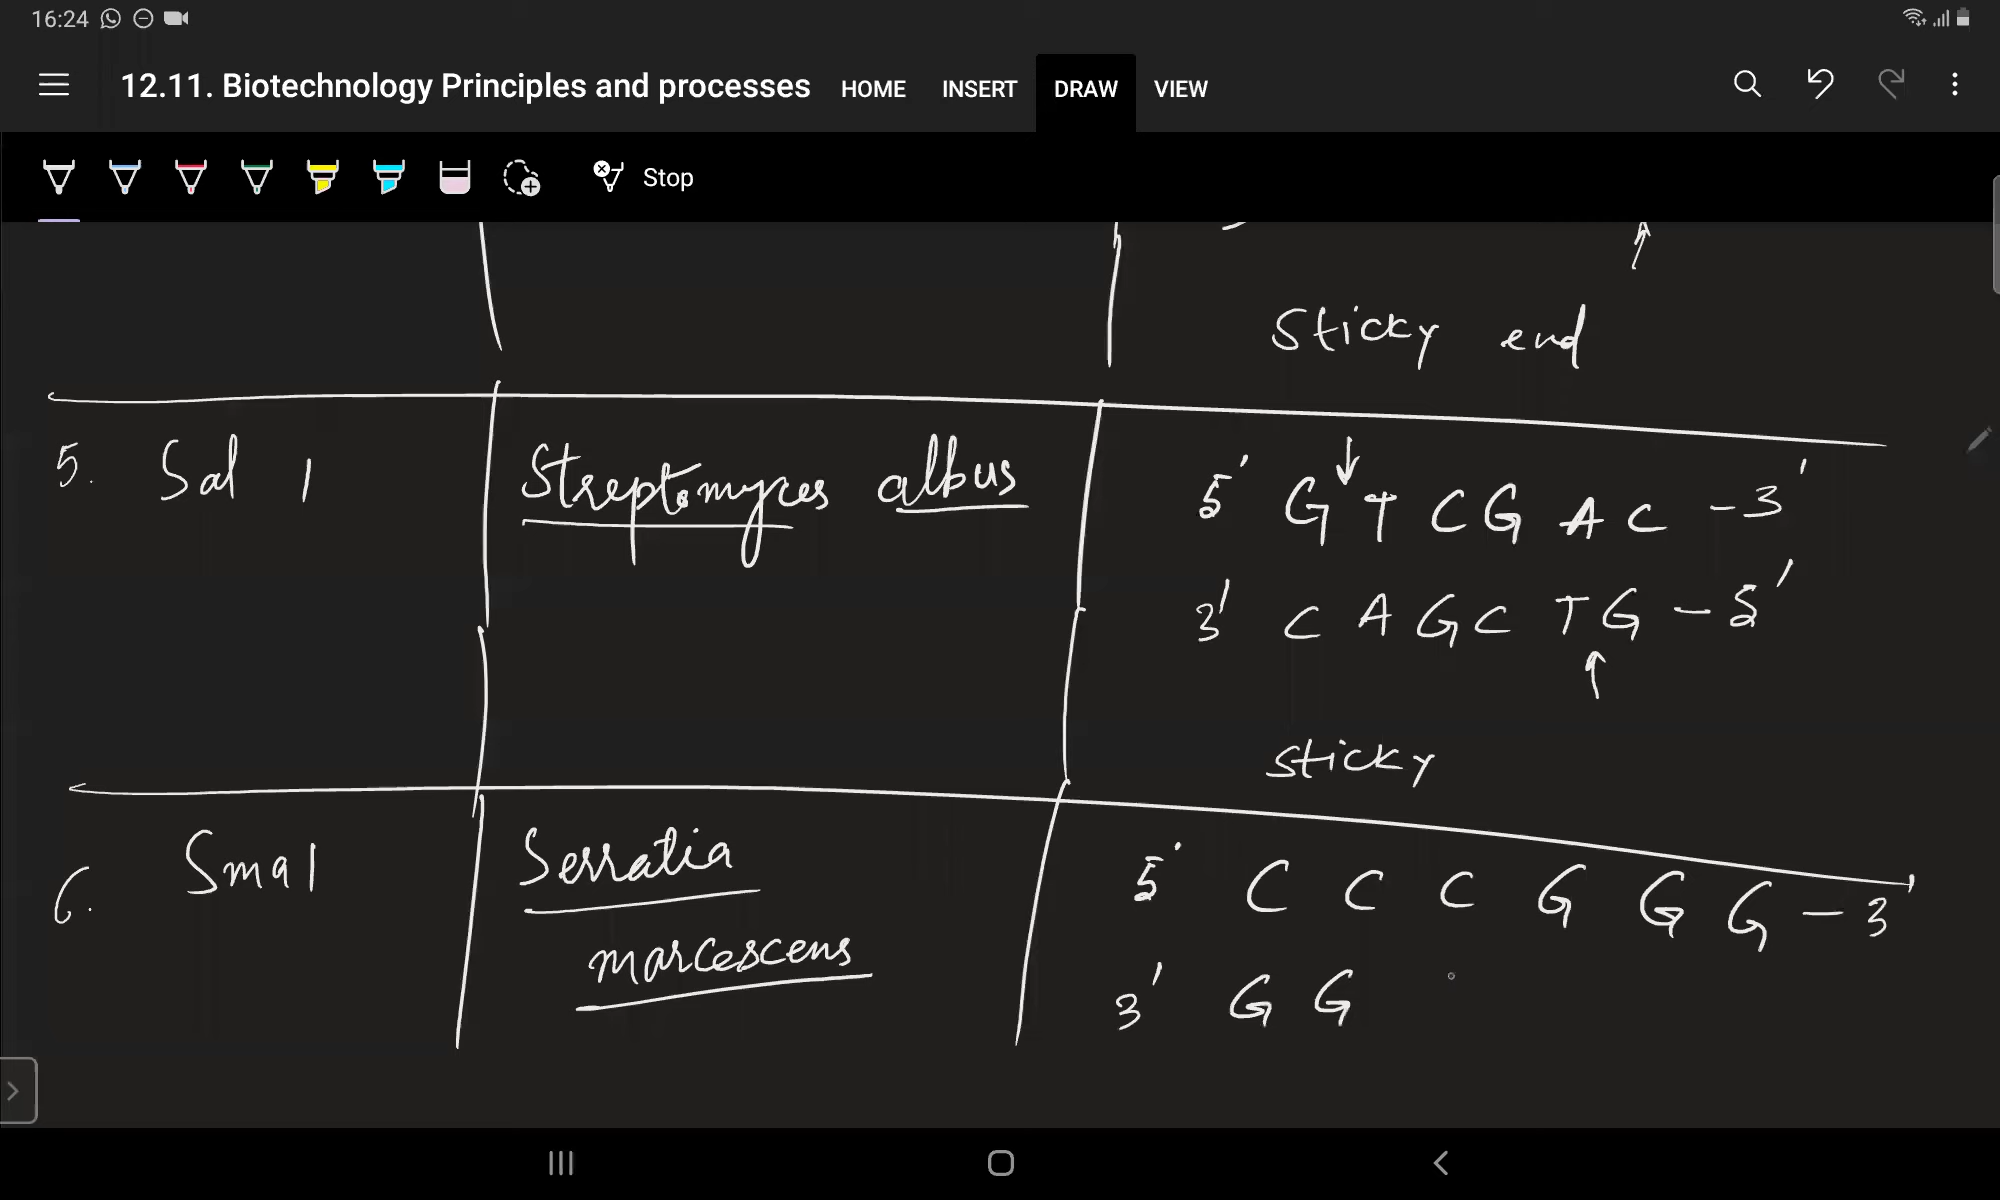 16:24
12.11. Biotechnology Principles and processes HOME INSERT DRAW VIEW
Stop
Sticky end
5. Sal I Streptomyces albus 5' G ↓ T C G A C - 3'
3' C A G C T G - 5'
↑
Sticky
6. SmaI Serratia marcescens 5' C C C G G G - 3'
3' G G